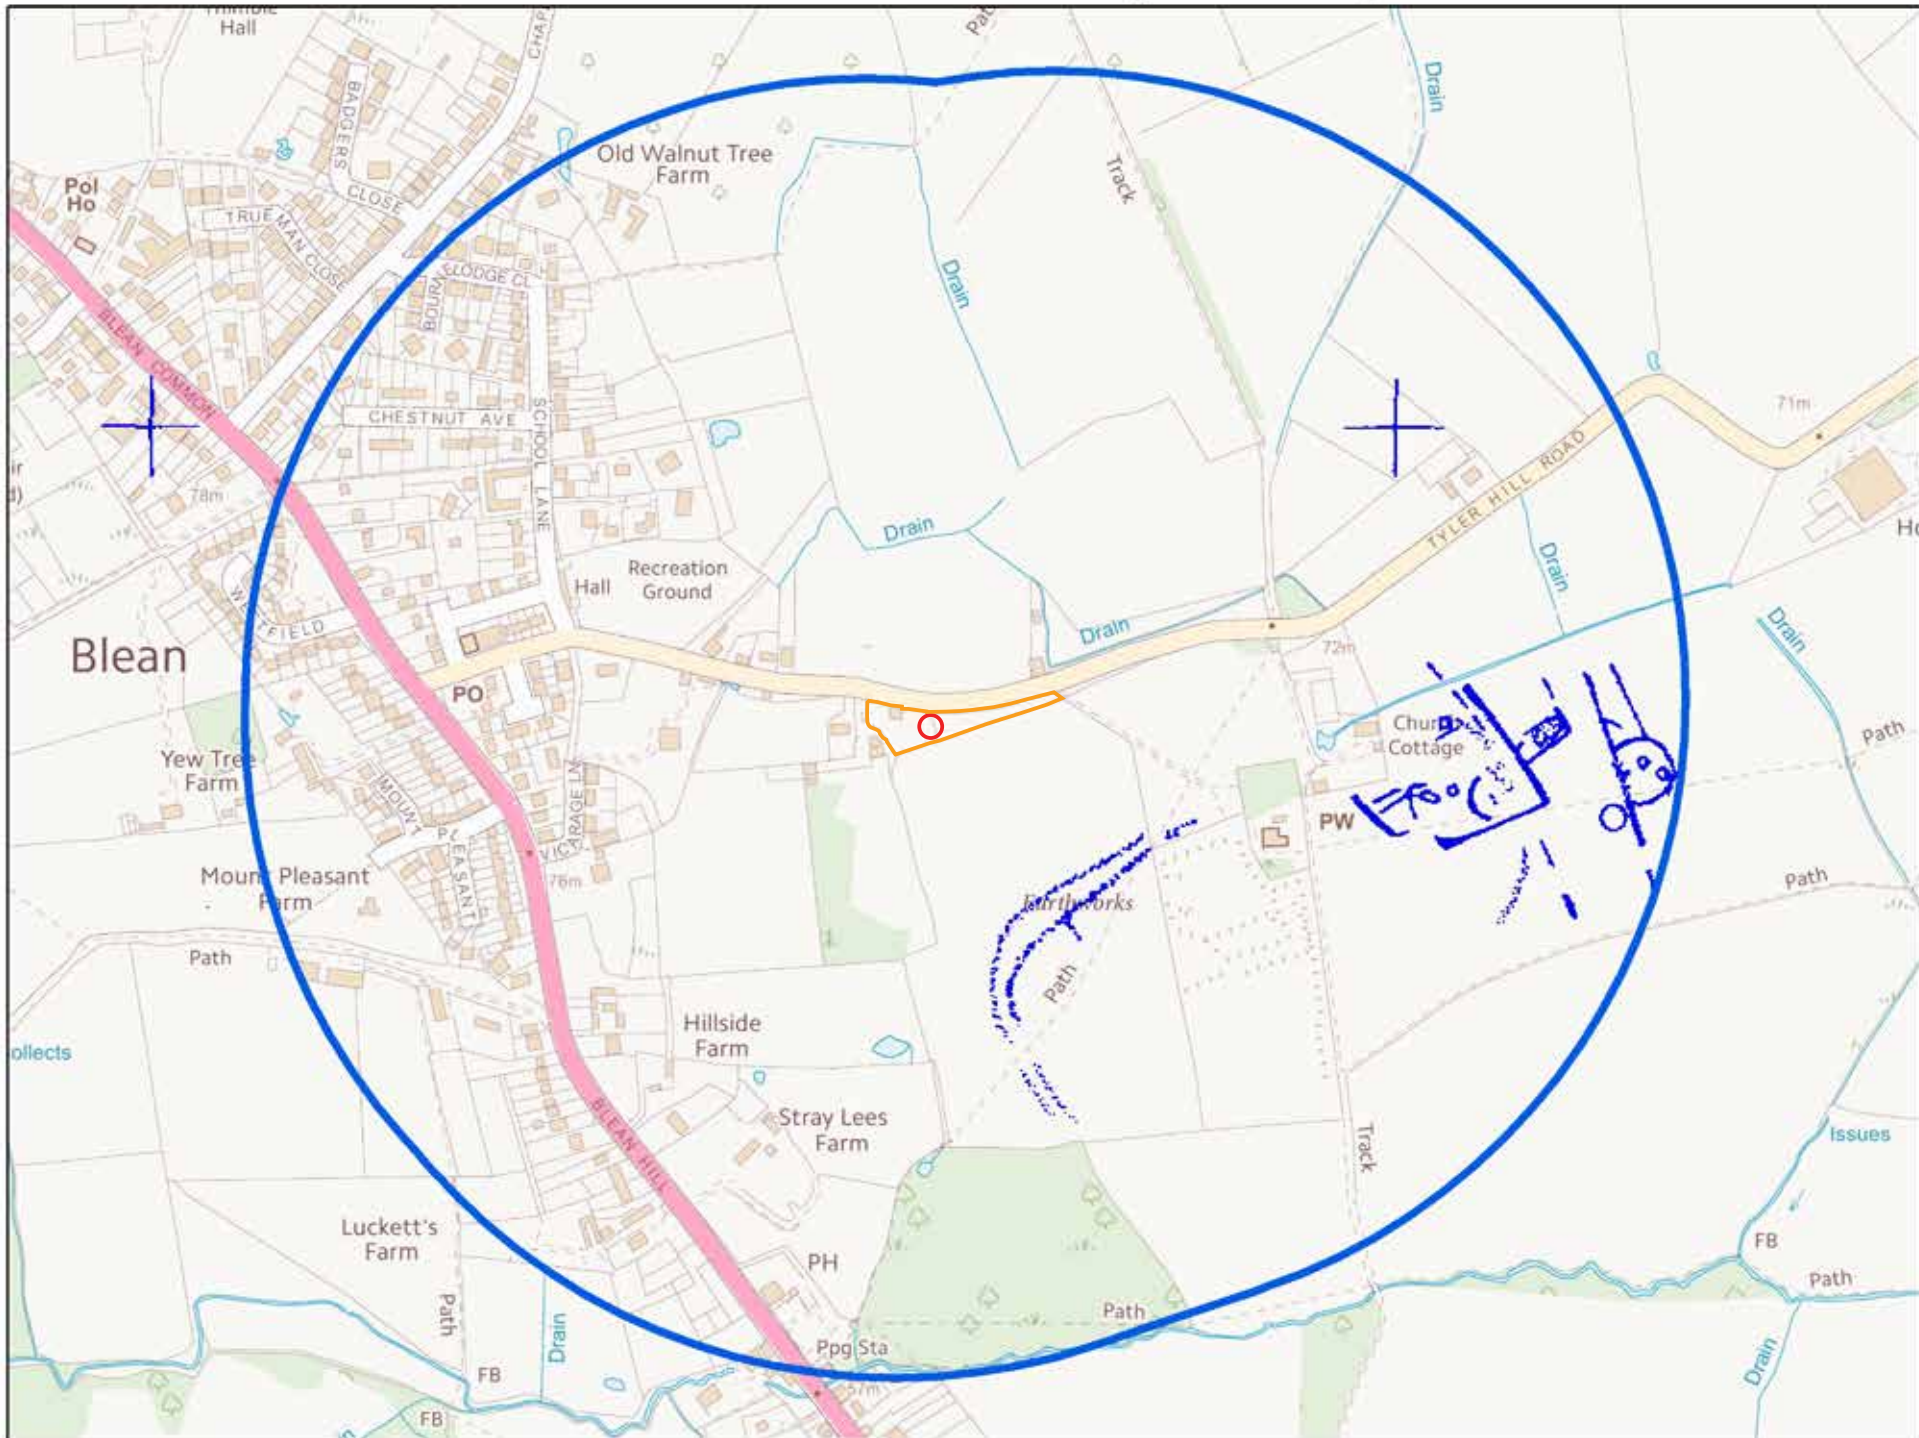 Hall
CHAP
Path
Drain
BADGERS
CLOSE
Old Walnut Tree
Farm
Track
Pol
Ho
TRUEMAN CLOSE
LODGE C
BOURN
Drain
BLEAN COMMON
CHESTNUT AVE
SCHOOL LANE
71m
78m
TYLER HILL ROAD
Drain
Drain
Hall
Recreation
Ground
WESTFIELD
Drain
Drain
Blean
72m
PO
Church
Cottage
Path
Yew Tree
Farm
MOUNT
PLEASANT
VICARAGE LN
PW
Mount Pleasant
Farm
76m
Path
Earthworks
Path
Path
Hillside
Farm
ollects
Stray Lees
Farm
BLEAN HILL
Track
Issues
Luckett's
Farm
PH
FB
Path
Path
Path
Drain
Ppg Sta
57m
FB
FB
Drain